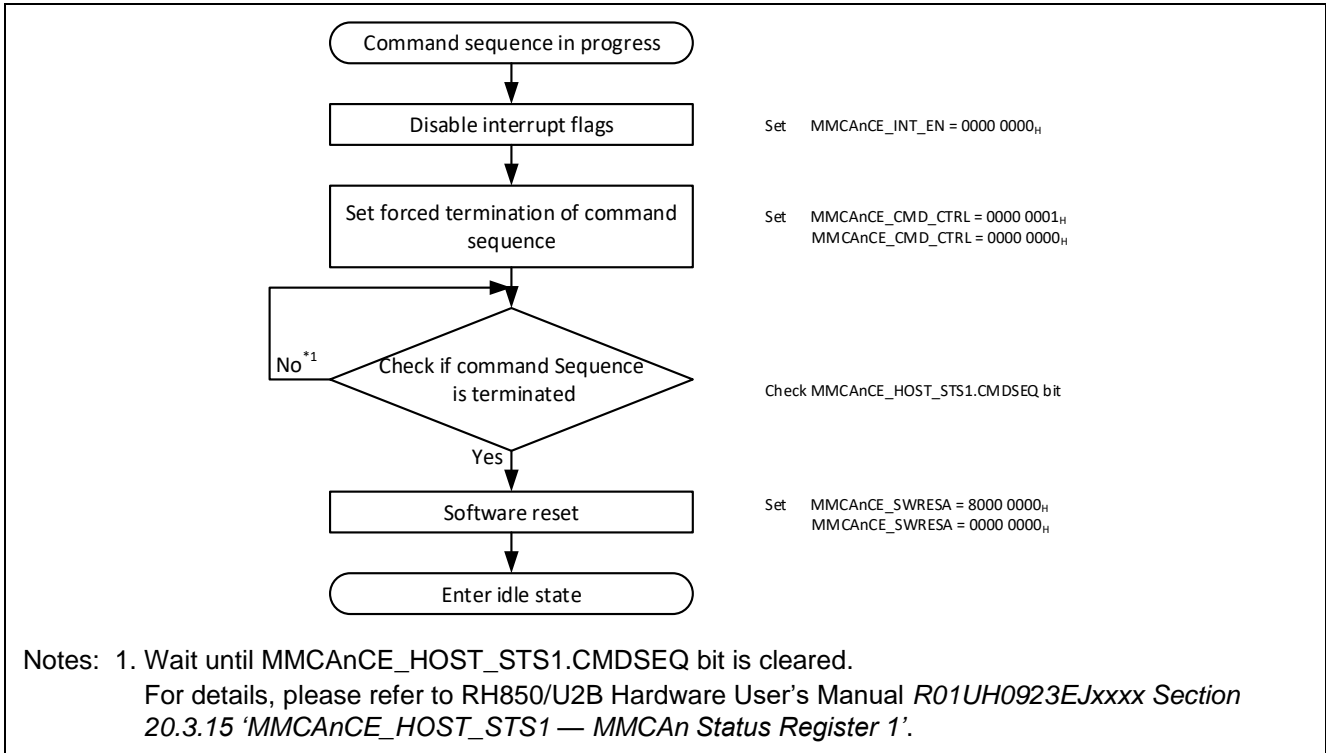 Command sequence in progress
Disable interrupt flags
Set MMCAnCE_INT_EN = 0000 0000H
Set forced termination of command
sequence
Set MMCAnCE_CMD_CTRL = 0000 0001H
MMCAnCE_CMD_CTRL = 0000 0000H
No*1
Check if command Sequence
is terminated
Check MMCAnCE_HOST_STS1.CMDSEQ bit
Yes
Software reset
Set MMCAnCE_SWRESA = 8000 0000H
MMCAnCE_SWRESA = 0000 0000H
Enter idle state
Notes: 1. Wait until MMCAnCE_HOST_STS1.CMDSEQ bit is cleared.
For details, please refer to RH850/U2B Hardware User’s Manual R01UH0923EJxxxx Section
20.3.15 ‘MMCAnCE_HOST_STS1 — MMCAn Status Register 1’.